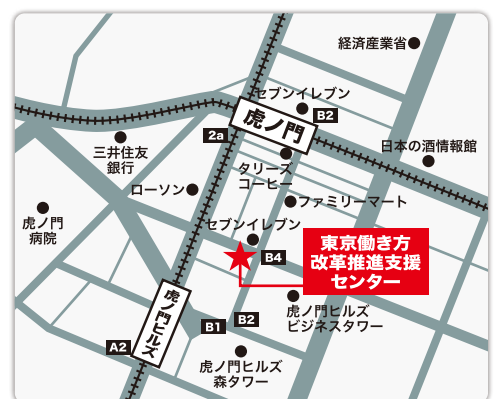 経済産業省
セブンイレブン
B2
虎ノ門
2a
三井住友
銀行
日本の酒情報館
タリーズ
コーヒー
ローソン
ファミリーマート
虎ノ門
病院
セブンイレブン
東京働き方
改革推進支援
センター
B4
虎ノ門ヒルズ
虎ノ門ヒルズ
ビジネスタワー
B1
B2
A2
虎ノ門ヒルズ
森タワー